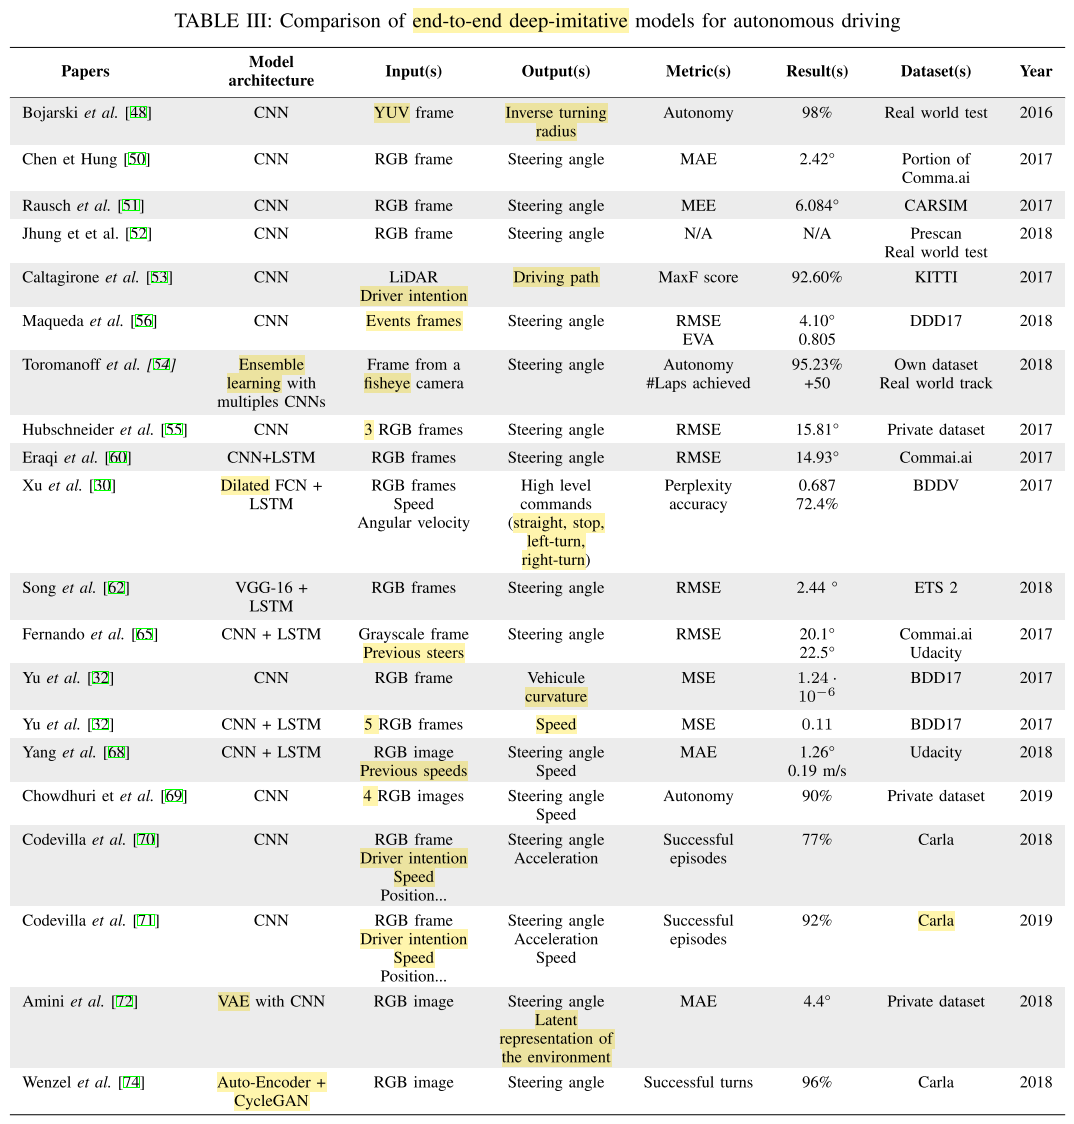 TABLE III: Comparison of end-to-end deep-imitative models for autonomous driving
Papers Model architecture Input(s) Output(s) Metric(s) Result(s) Dataset(s) Year
Bojarski et al. [48] CNN YUV frame Inverse turning radius Autonomy 98% Real world test 2016
Chen et Hung [50] CNN RGB frame Steering angle MAE 2.42° Portion of Comma.ai 2017
Rausch et al. [51] CNN RGB frame Steering angle MEE 6.084° CARSIM 2017
Jhung et et al. [52] CNN RGB frame Steering angle N/A N/A Prescan Real world test 2018
Caltagirone et al. [53] CNN LiDAR Driver intention Driving path MaxF score 92.60% KITTI 2017
Maqueda et al. [56] CNN Events frames Steering angle RMSE EVA 4.10° 0.805 DDD17 2018
Toromanoff et al. [54] Ensemble learning with multiples CNNs Frame from a fisheye camera Steering angle Autonomy #Laps achieved 95.23% +50 Own dataset Real world track 2018
Hubschneider et al. [55] CNN 3 RGB frames Steering angle RMSE 15.81° Private dataset 2017
Eraqi et al. [60] CNN+LSTM RGB frames Steering angle RMSE 14.93° Commai.ai 2017
Xu et al. [30] Dilated FCN + LSTM RGB frames Speed Angular velocity High level commands (straight, stop, left-turn, right-turn) Perplexity accuracy 0.687 72.4% BDDV 2017
Song et al. [62] VGG-16 + LSTM RGB frames Steering angle RMSE 2.44 ° ETS 2 2018
Fernando et al. [65] CNN + LSTM Grayscale frame Previous steers Steering angle RMSE 20.1° 22.5° Commai.ai Udacity 2017
Yu et al. [32] CNN RGB frame Vehicule curvature MSE 1.24 · 10⁻⁶ BDD17 2017
Yu et al. [32] CNN + LSTM 5 RGB frames Speed MSE 0.11 BDD17 2017
Yang et al. [68] CNN + LSTM RGB image Previous speeds Steering angle Speed MAE 1.26° 0.19 m/s Udacity 2018
Chowdhuri et al. [69] CNN 4 RGB images Steering angle Speed Autonomy 90% Private dataset 2019
Codevilla et al. [70] CNN RGB frame Driver intention Speed Position... Steering angle Acceleration Successful episodes 77% Carla 2018
Codevilla et al. [71] CNN RGB frame Driver intention Speed Position... Steering angle Acceleration Speed Successful episodes 92% Carla 2019
Amini et al. [72] VAE with CNN RGB image Steering angle Latent representation of the environment MAE 4.4° Private dataset 2018
Wenzel et al. [74] Auto-Encoder + CycleGAN RGB image Steering angle Successful turns 96% Carla 2018